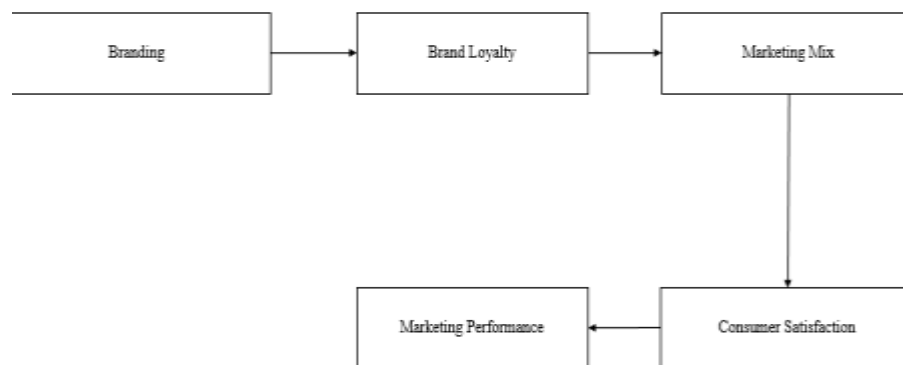 Branding
Brand Loyalty
Marketing Mix
Marketing Performance
Consumer Satisfaction